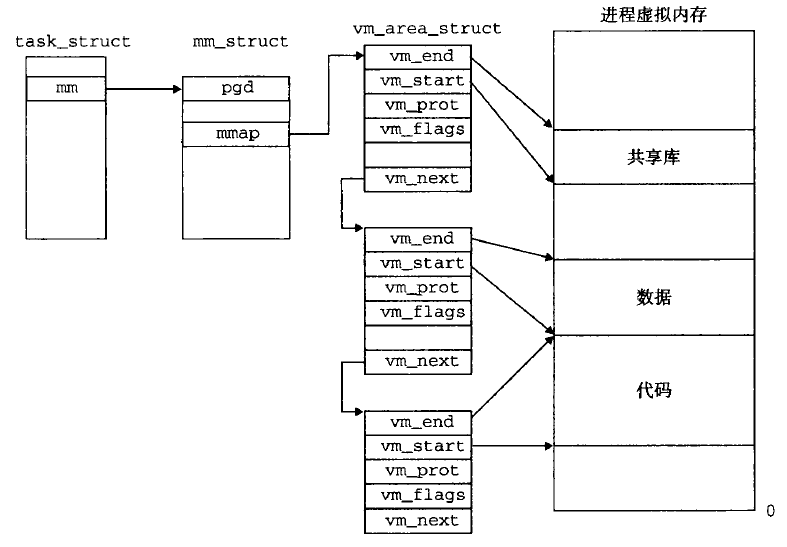 进程虚拟内存
task_struct
mm_struct
vm_area_struct
mm
pgd
mmap
vm_end
vm_start
vm_prot
vm_flags
vm_next
vm_end
vm_start
vm_prot
vm_flags
vm_next
vm_end
vm_start
vm_prot
vm_flags
vm_next
共享库
数据
代码
0